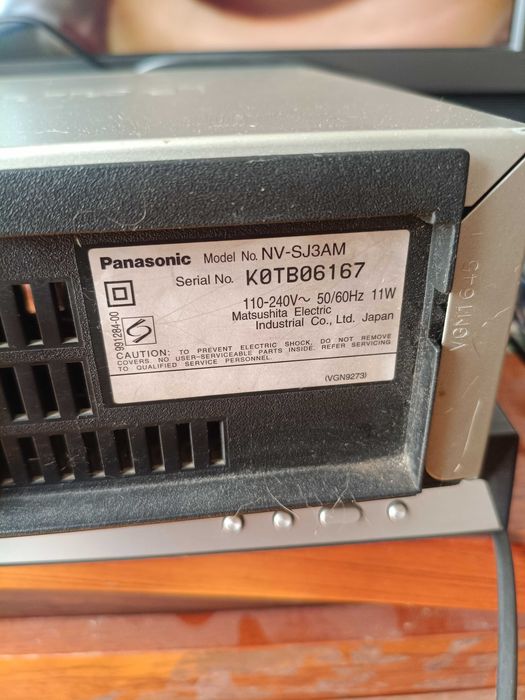 Panasonic Model No. NV-SJ3AM
Serial No. K0TB06167
110-240V~ 50/60Hz 11W
Matsushita Electric
Industrial Co., Ltd. Japan
091284-00
S
CAUTION: TO PREVENT ELECTRIC SHOCK, DO NOT REMOVE
COVERS. NO USER-SERVICEABLE PARTS INSIDE. REFER SERVICING
TO QUALIFIED SERVICE PERSONNEL.
(VGN9273)